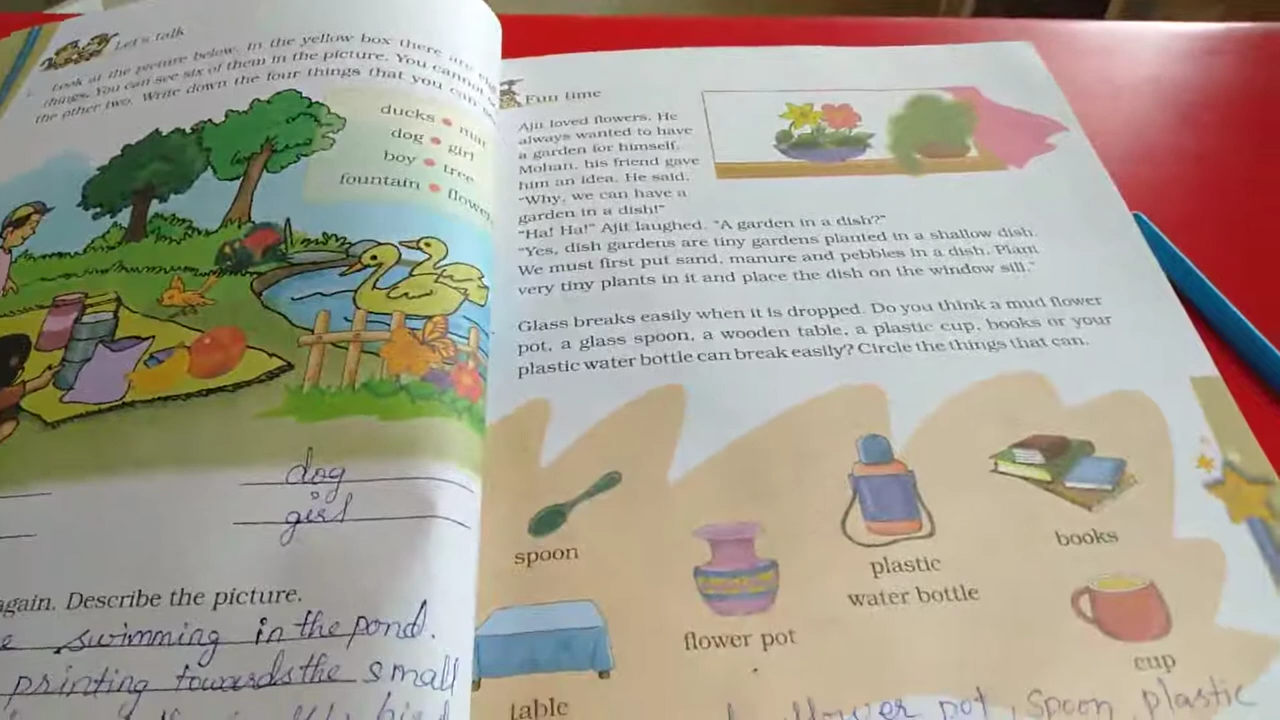 Let's talk
Look at the picture below. In the yellow box there are
things. You can see six of them in the picture. You cannot
the other two. Write down the four things that you can
ducks • mat
dog • girl
boy • tree
fountain • flower
dog
girl
again. Describe the picture.
swimming in the pond.
printing towards the small
Fun time
Ajit loved flowers. He
always wanted to have
a garden for himself.
Mohan, his friend gave
him an idea. He said,
"Why, we can have a
garden in a dish!"
"Ha! Ha!" Ajit laughed. "A garden in a dish?"
"Yes, dish gardens are tiny gardens planted in a shallow dish.
We must first put sand, manure and pebbles in a dish. Plant
very tiny plants in it and place the dish on the window sill."
Glass breaks easily when it is dropped. Do you think a mud flower
pot, a glass spoon, a wooden table, a plastic cup, books or your
plastic water bottle can break easily? Circle the things that can.
spoon
flower pot
plastic
water bottle
books
table
cup
flower pot, spoon plastic